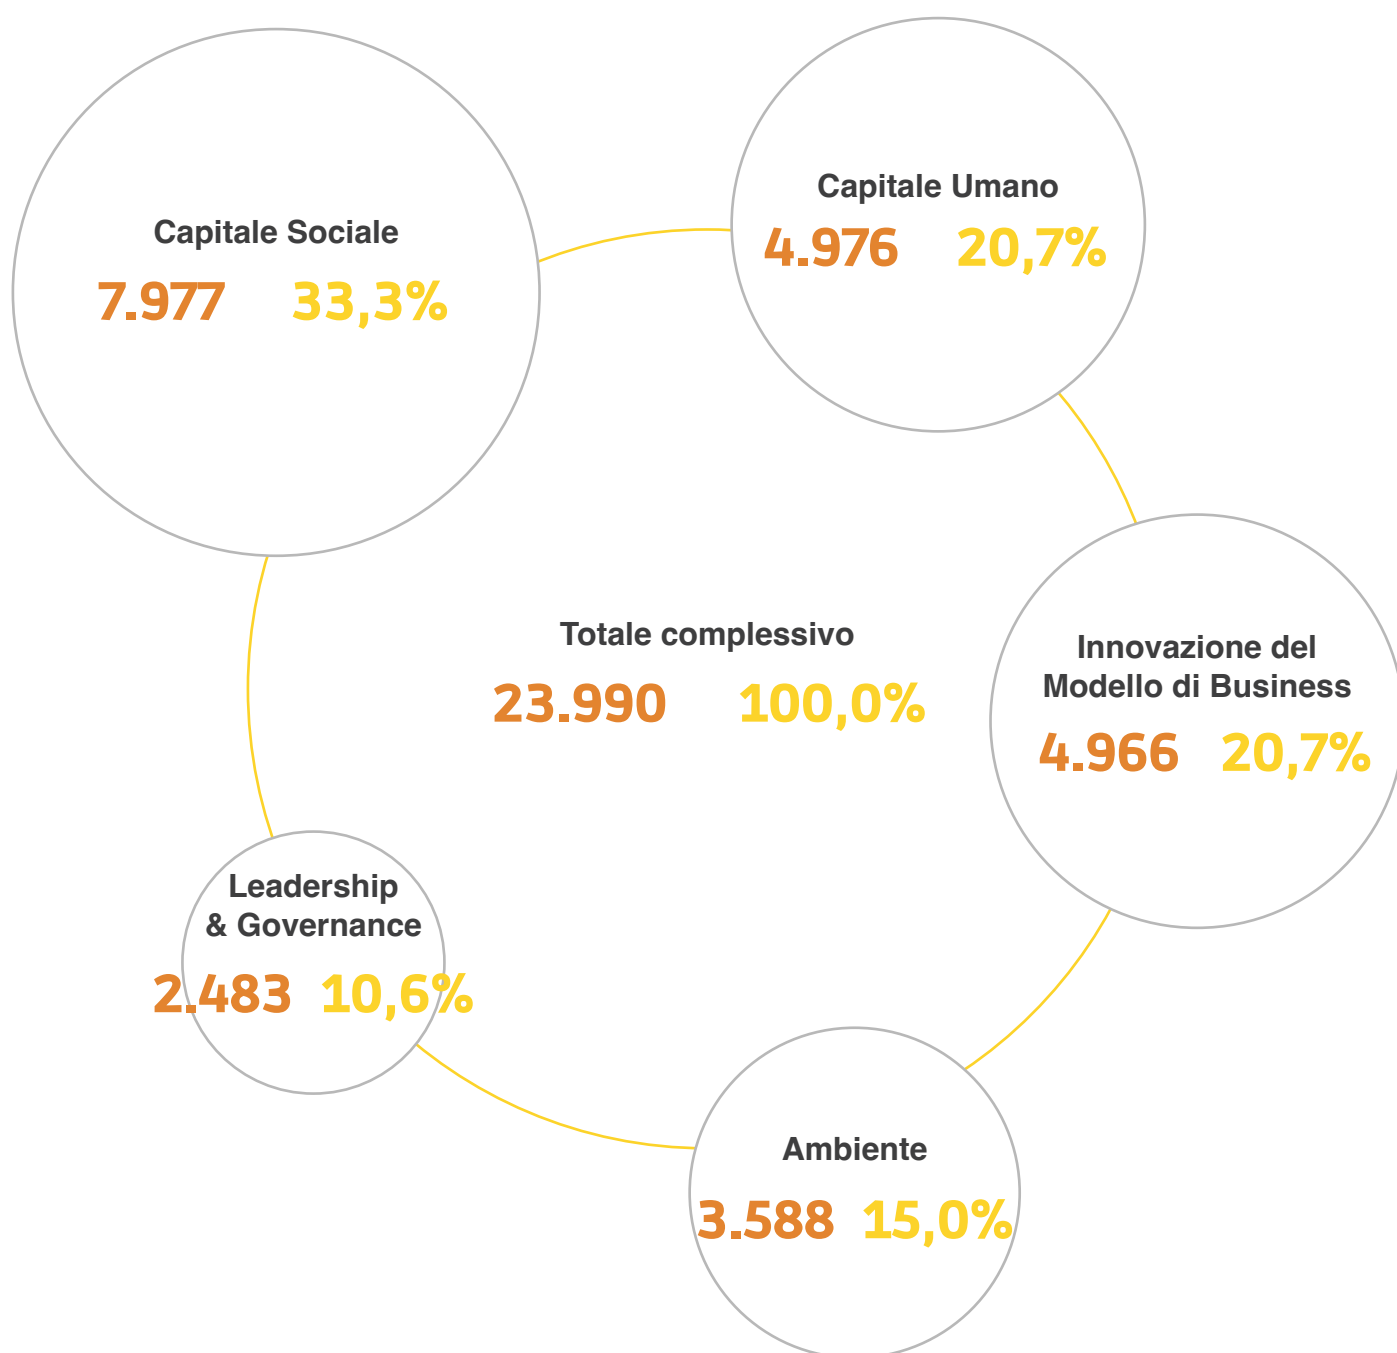 Capitale Sociale
7.977 33,3%
Capitale Umano
4.976 20,7%
Totale complessivo
23.990 100,0%
Innovazione del
Modello di Business
4.966 20,7%
Leadership
& Governance
2.483 10,6%
Ambiente
3.588 15,0%